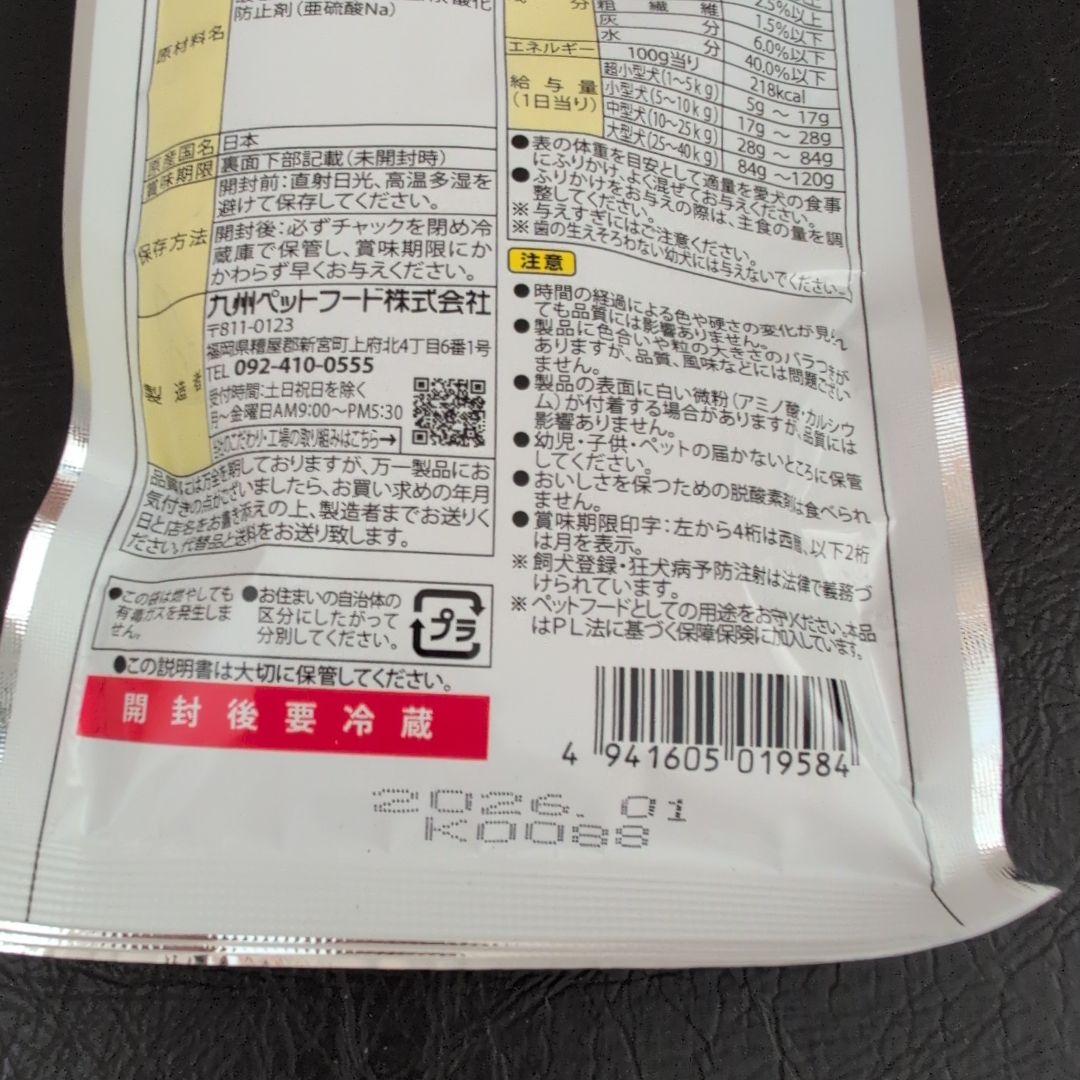 防止剤(亜硫酸Na)
原材料名
原産国名
日本
賞味期限
裏面下部記載(未開封時)
保存方法
開封前:直射日光、高温多湿を
避けて保存してください。
開封後:必ずチャックを閉め冷
蔵庫で保管し、賞味期限にか
かわらず早くお与えください。
製造者
九州ペットフード株式会社
〒811-0123
福岡県糟屋郡新宮町上府北4丁目6番1号
TEL 092-410-0555
受付時間:土日祝日を除く
月~金曜日AM9:00~PM5:30
のこだわり・工場の取り組みはこちら→
品質には万全を期しておりますが、万一製品にお
気付きの点がございましたら、お買い求めの年月
日と店名をお書き添えの上、製造者までお送りく
ださい。代替品と送料をお送り致します。
●この袋は燃やしても
有毒ガスを発生しま
せん。
●お住まいの自治体の
区分にしたがって
分別してください。
プラ
●この説明書は大切に保管してください。
開封後要冷蔵
分
粗繊維
2.5%以上
灰分
1.5%以下
水分
6.0%以下
40.0%以下
エネルギー
100g当り
218kcal
給与量
(1日当り)
超小型犬(1~5kg)
5g ~ 17g
小型犬(5~10kg)
17g ~ 28g
中型犬(10~25kg)
28g ~ 84g
大型犬(25~40kg)
84g ~120g
●表の体重を目安として適量を愛犬の食事
にふりかけ、よく混ぜてお与えください。
●ふりかけをお与えの際は、主食の量を調
整してください。
※与えすぎにはご注意ください。
※歯の生えそろわない幼犬には与えないでください。
注意
●時間の経過による色や硬さの変化が見られ
ても品質には影響ありません。
●製品に色合いや粒の大きさのバラつきが
ありますが、品質、風味などには問題ござい
ません。
●製品の表面に白い微粉(アミノ酸・カルシウ
ム)が付着する場合がありますが、品質には
影響ありません。
●幼児・子供・ペットの届かないところに保管
してください。
●おいしさを保つための脱酸素剤は食べられ
ません。
●賞味期限印字:左から4桁は西暦、以下2桁
は月を表示。
※飼犬登録・狂犬病予防注射は法律で義務づ
けられています。
※ペットフードとしての用途をお守りください。本品
はPL法に基づく保障保険に加入しています。
4 941605 019584
2026.01
K0088